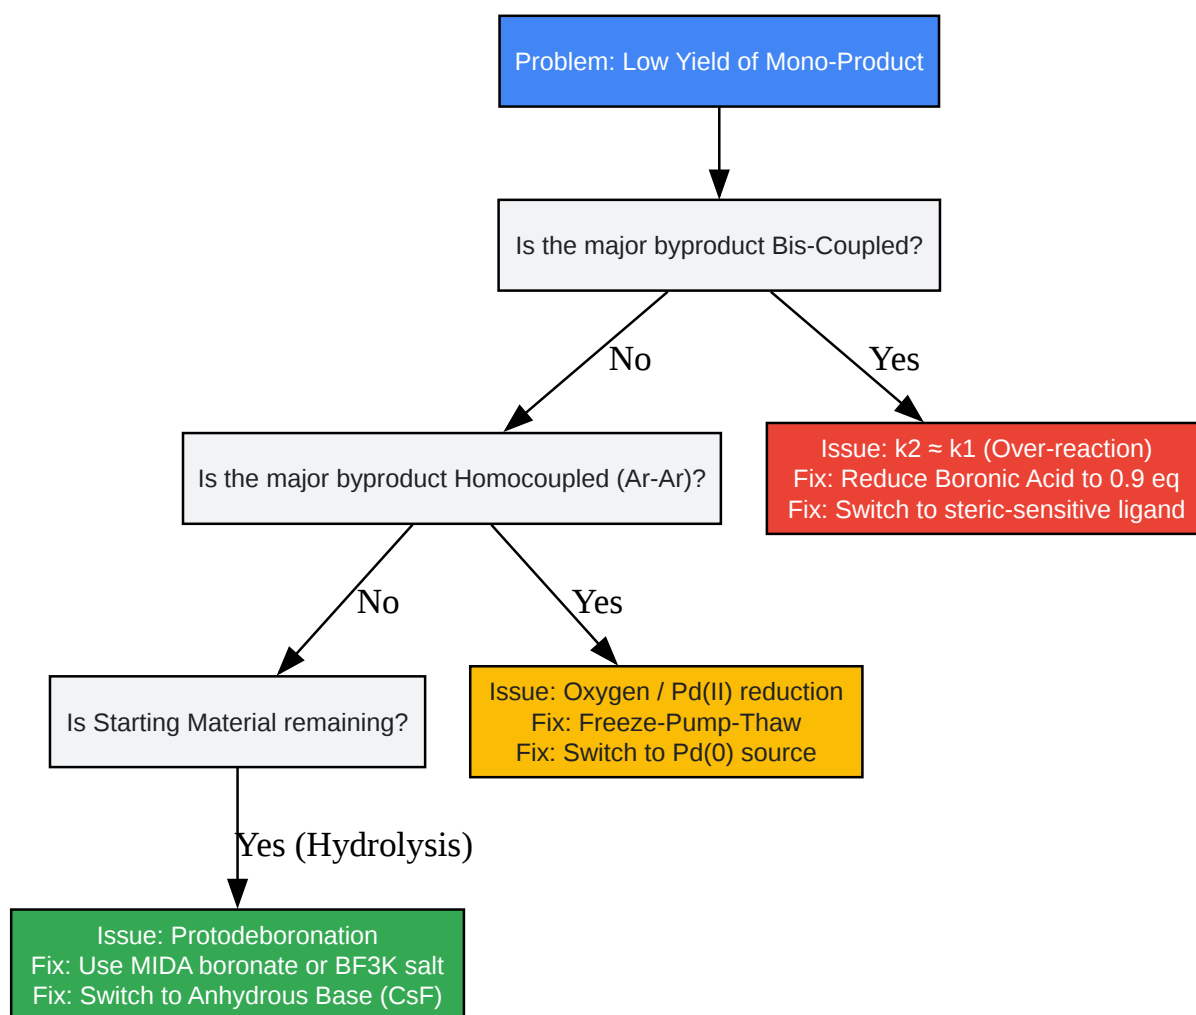 Problem: Low Yield of Mono-Product
Is the major byproduct Bis-Coupled?
No
Yes
Is the major byproduct Homocoupled (Ar-Ar)?
Issue: k2 ≈ k1 (Over-reaction)
Fix: Reduce Boronic Acid to 0.9 eq
Fix: Switch to steric-sensitive ligand
No
Yes
Is Starting Material remaining?
Issue: Oxygen / Pd(II) reduction
Fix: Freeze-Pump-Thaw
Fix: Switch to Pd(0) source
Yes (Hydrolysis)
Issue: Protodeboronation
Fix: Use MIDA boronate or BF3K salt
Fix: Switch to Anhydrous Base (CsF)